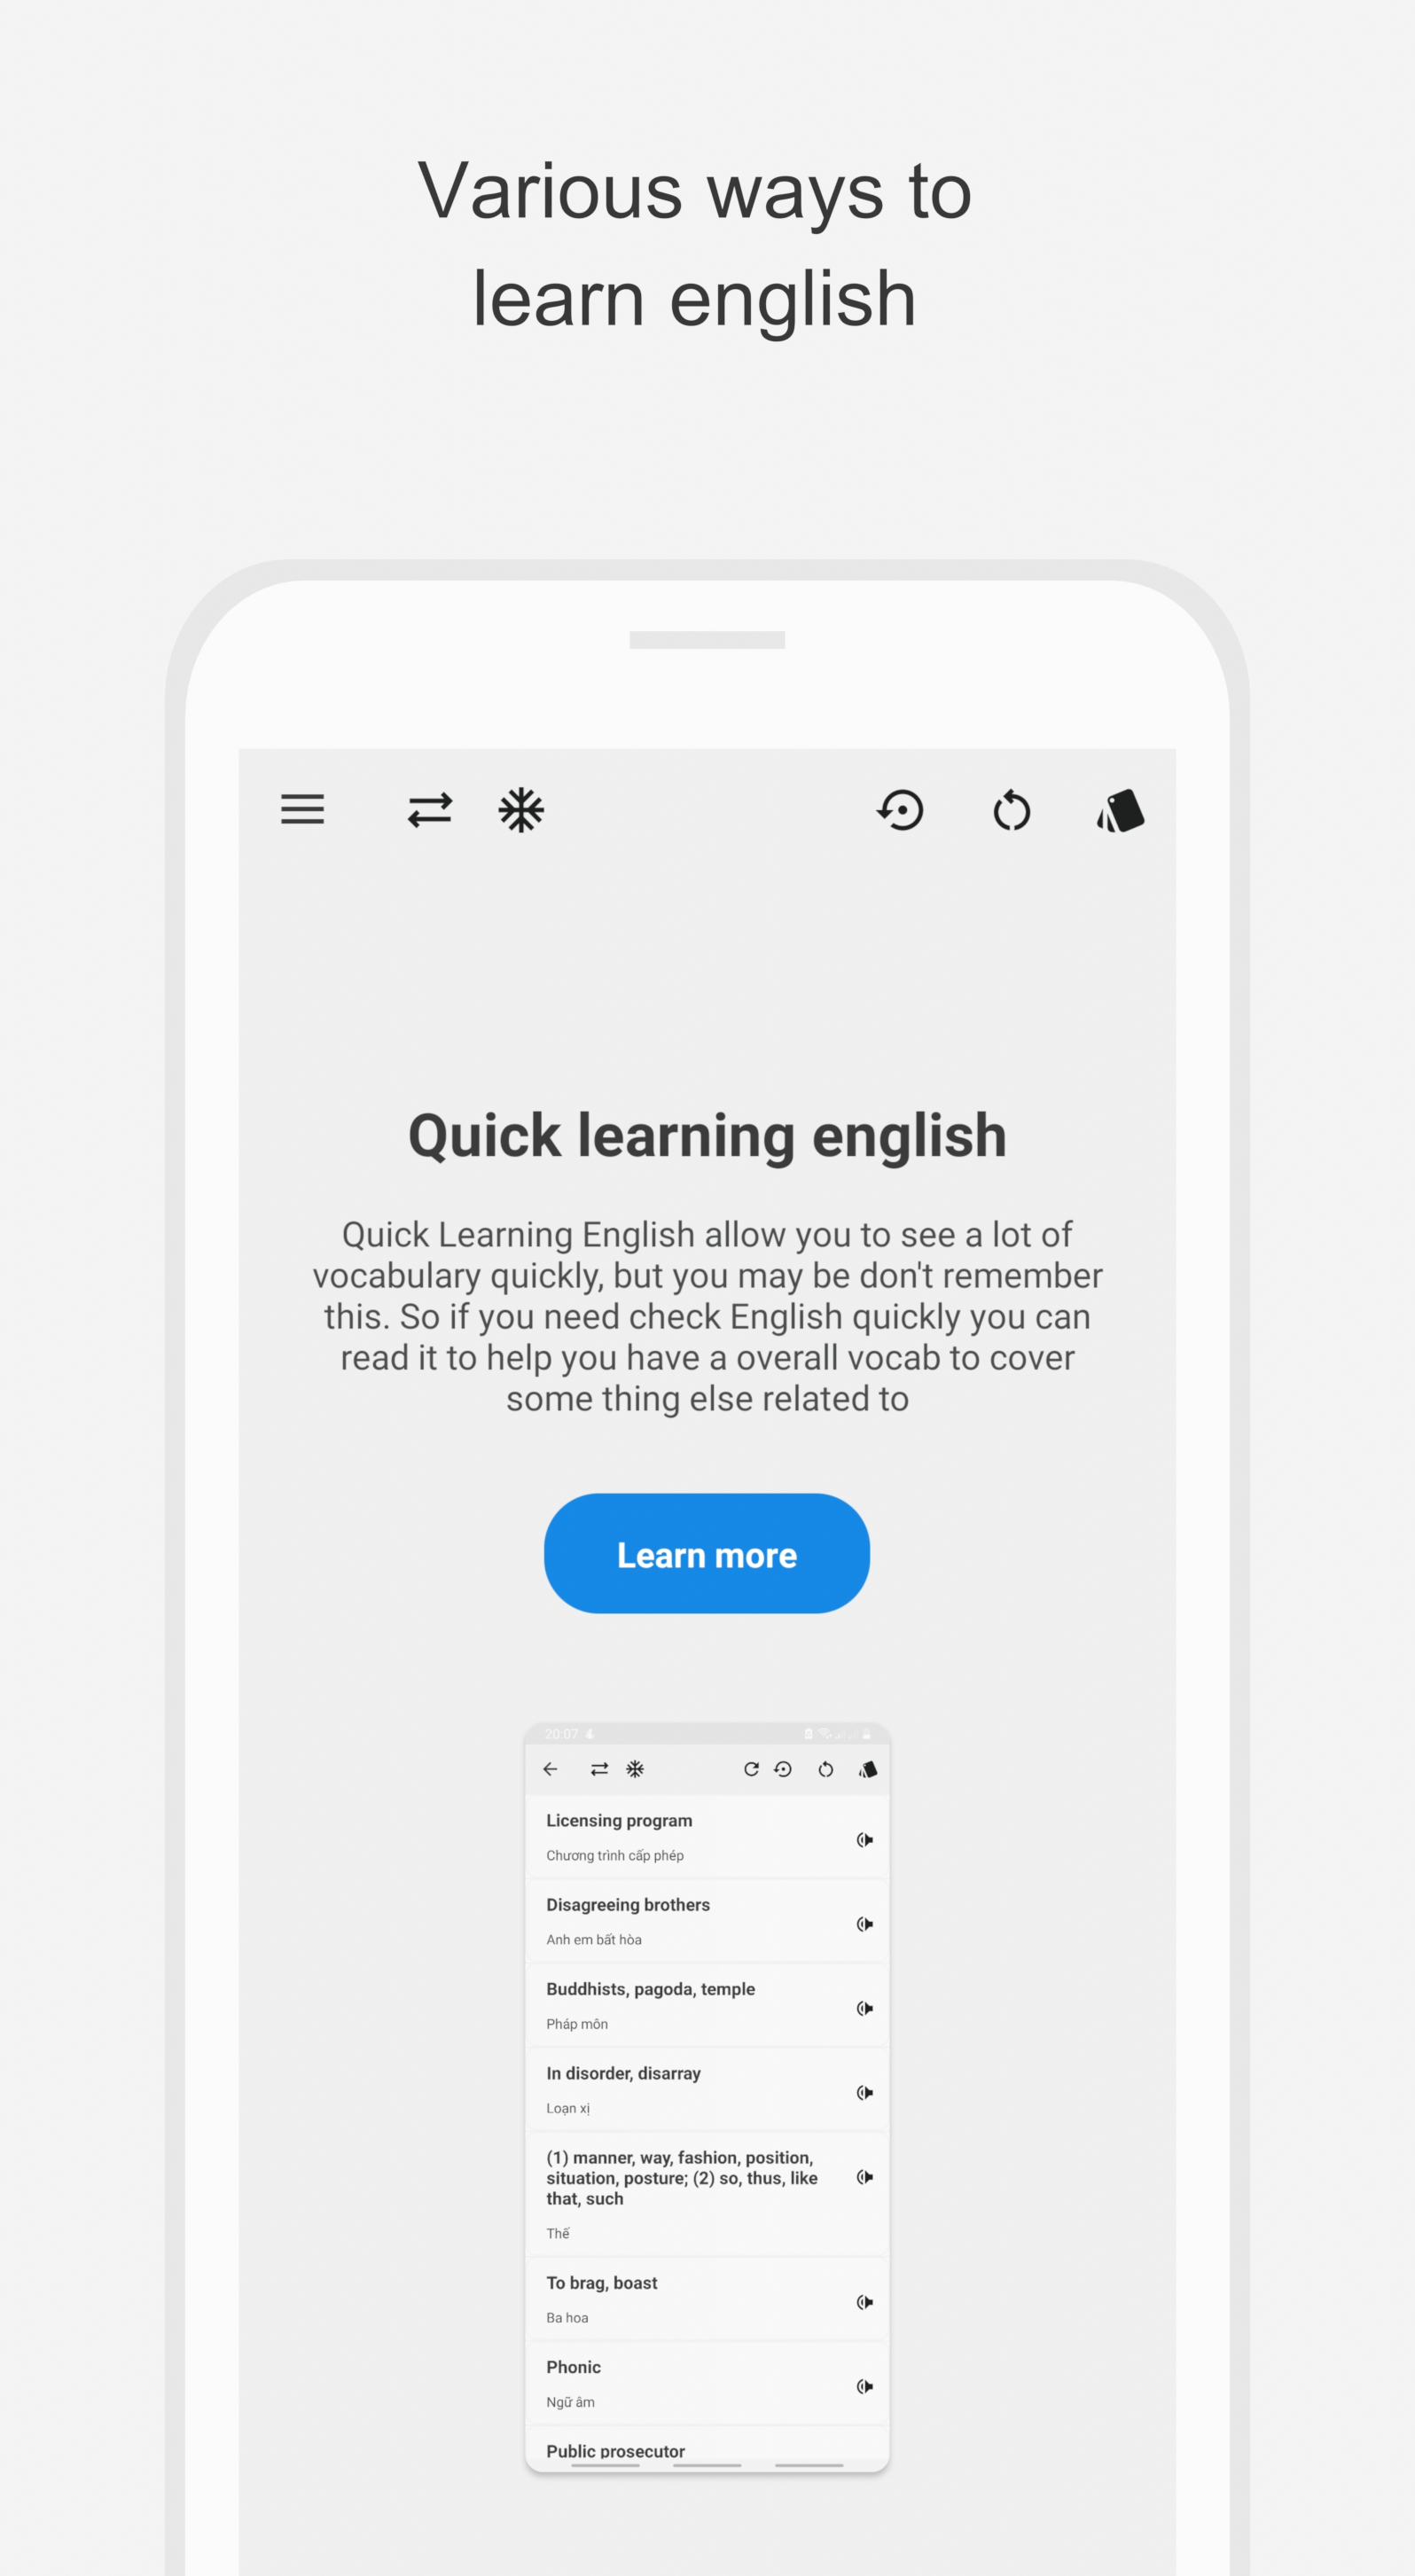 Various ways to
learn english
Quick learning english
Quick Learning English allow you to see a lot of
vocabulary quickly, but you may be don't remember
this. So if you need check English quickly you can
read it to help you have a overall vocab to cover
some thing else related to
Learn more
20:07
Licensing program
Chương trình cấp phép
Disagreeing brothers
Anh em bất hòa
Buddhists, pagoda, temple
Pháp môn
In disorder, disarray
Loạn xị
(1) manner, way, fashion, position,
situation, posture; (2) so, thus, like
that, such
Thế
To brag, boast
Ba hoa
Phonic
Ngữ âm
Public prosecutor